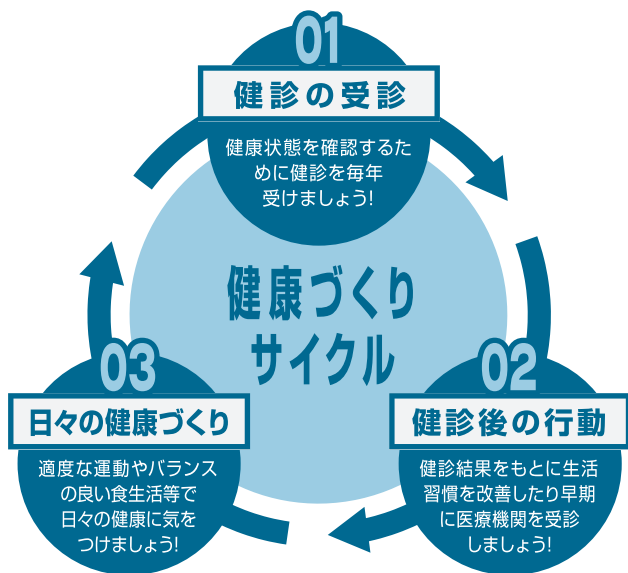 01
健診の受診
健康状態を確認するた
めに健診を毎年
受けましょう!
健康づくり
サイクル
02
健診後の行動
健診結果をもとに生活
習慣を改善したり早期
に医療機関を受診
しましょう!
03
日々の健康づくり
適度な運動やバランス
の良い食生活等で
日々の健康に気を
つけましょう!